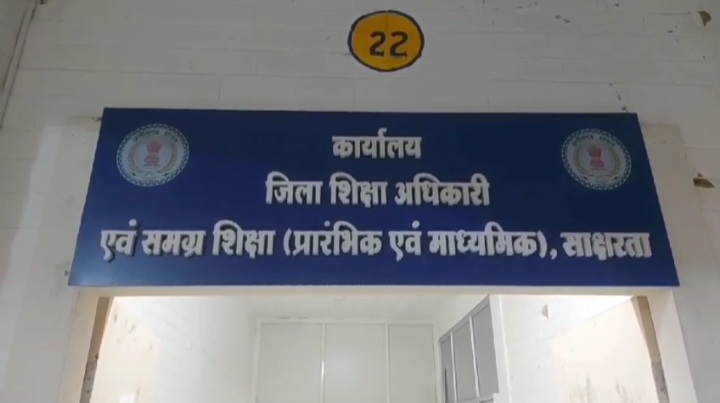 22
कार्यालय
जिला शिक्षा अधिकारी
एवं समग्र शिक्षा (प्रारंभिक एवं माध्यमिक), साक्षरता